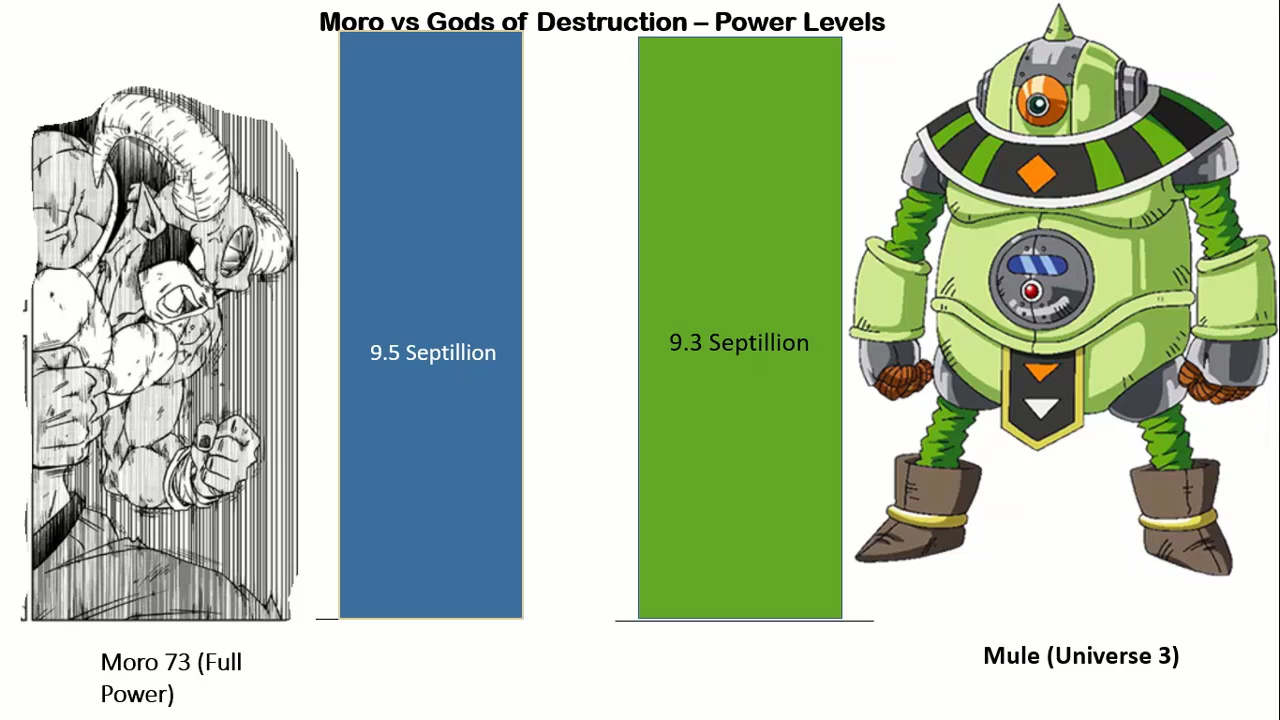 Moro vs Gods of Destruction – Power Levels
9.5 Septillion
9.3 Septillion
Moro 73 (Full
Power)
Mule (Universe 3)